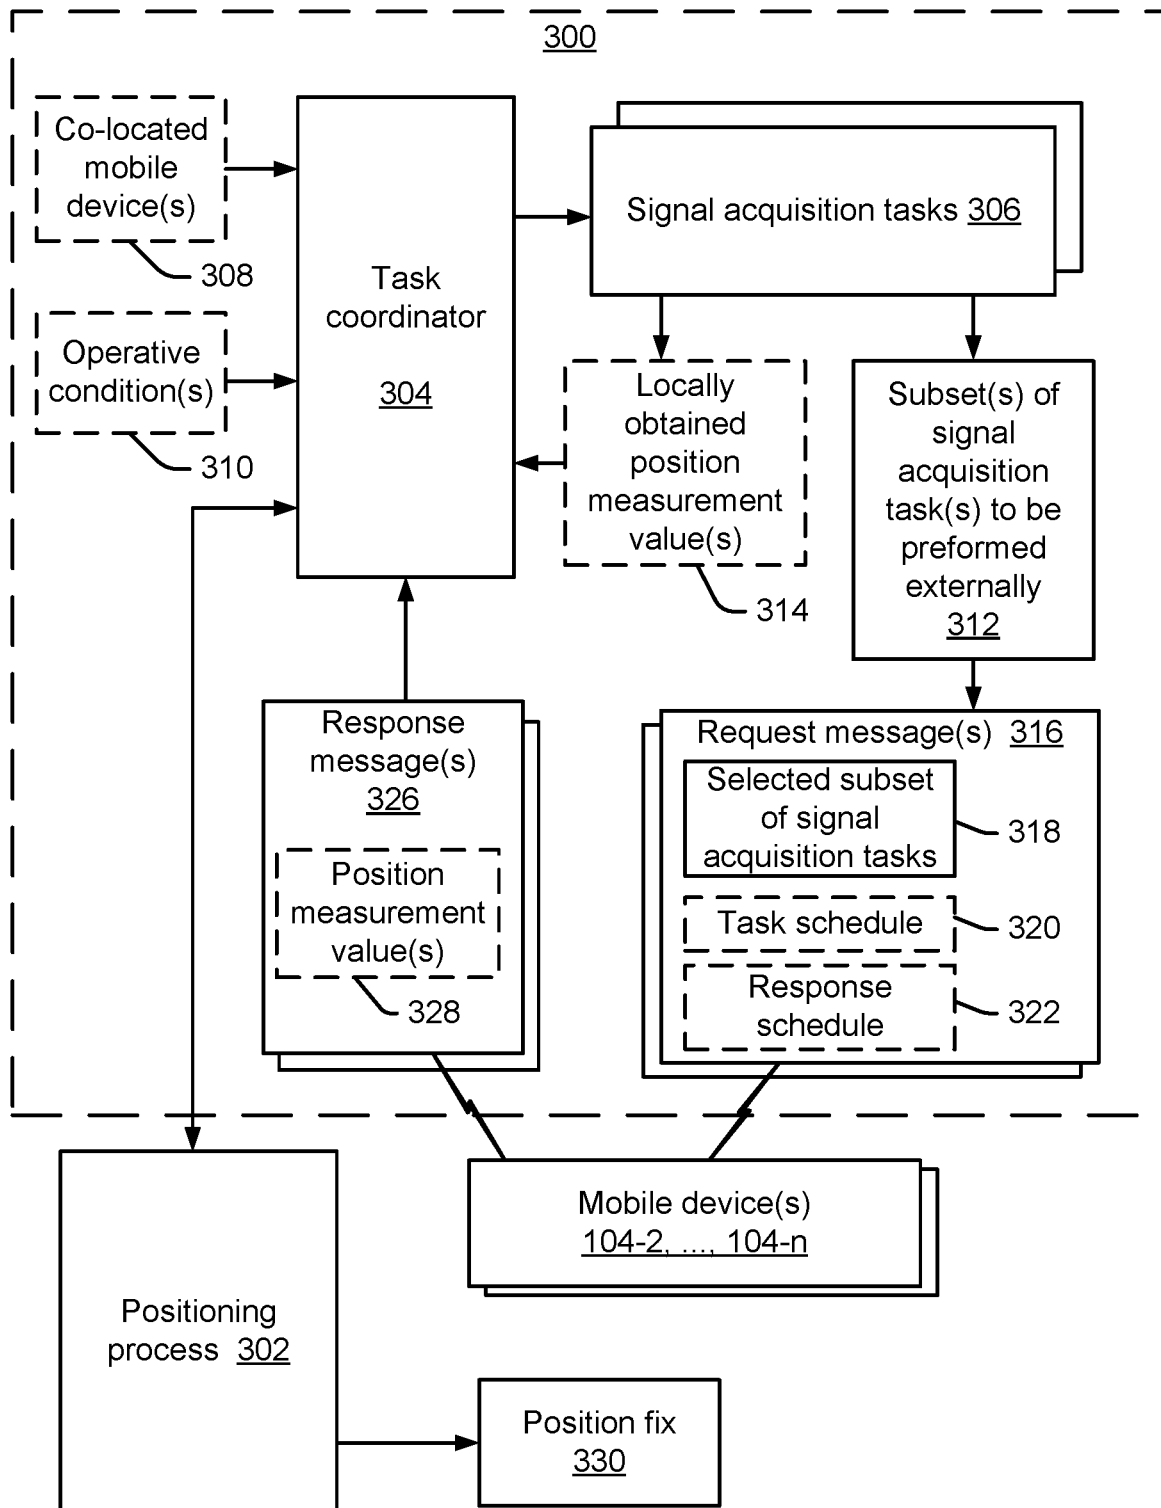 300
Co-located
mobile
device(s)
308
Operative
condition(s)
310
Task
coordinator
304
Signal acquisition tasks 306
Locally
obtained
position
measurement
value(s)
314
Subset(s) of
signal
acquisition
task(s) to be
preformed
externally
312
Response
message(s)
326
Position
measurement
value(s)
328
Request message(s) 316
Selected subset
of signal
acquisition tasks
318
Task schedule
320
Response
schedule
322
Mobile device(s)
104-2, ..., 104-n
Positioning
process 302
Position fix
330